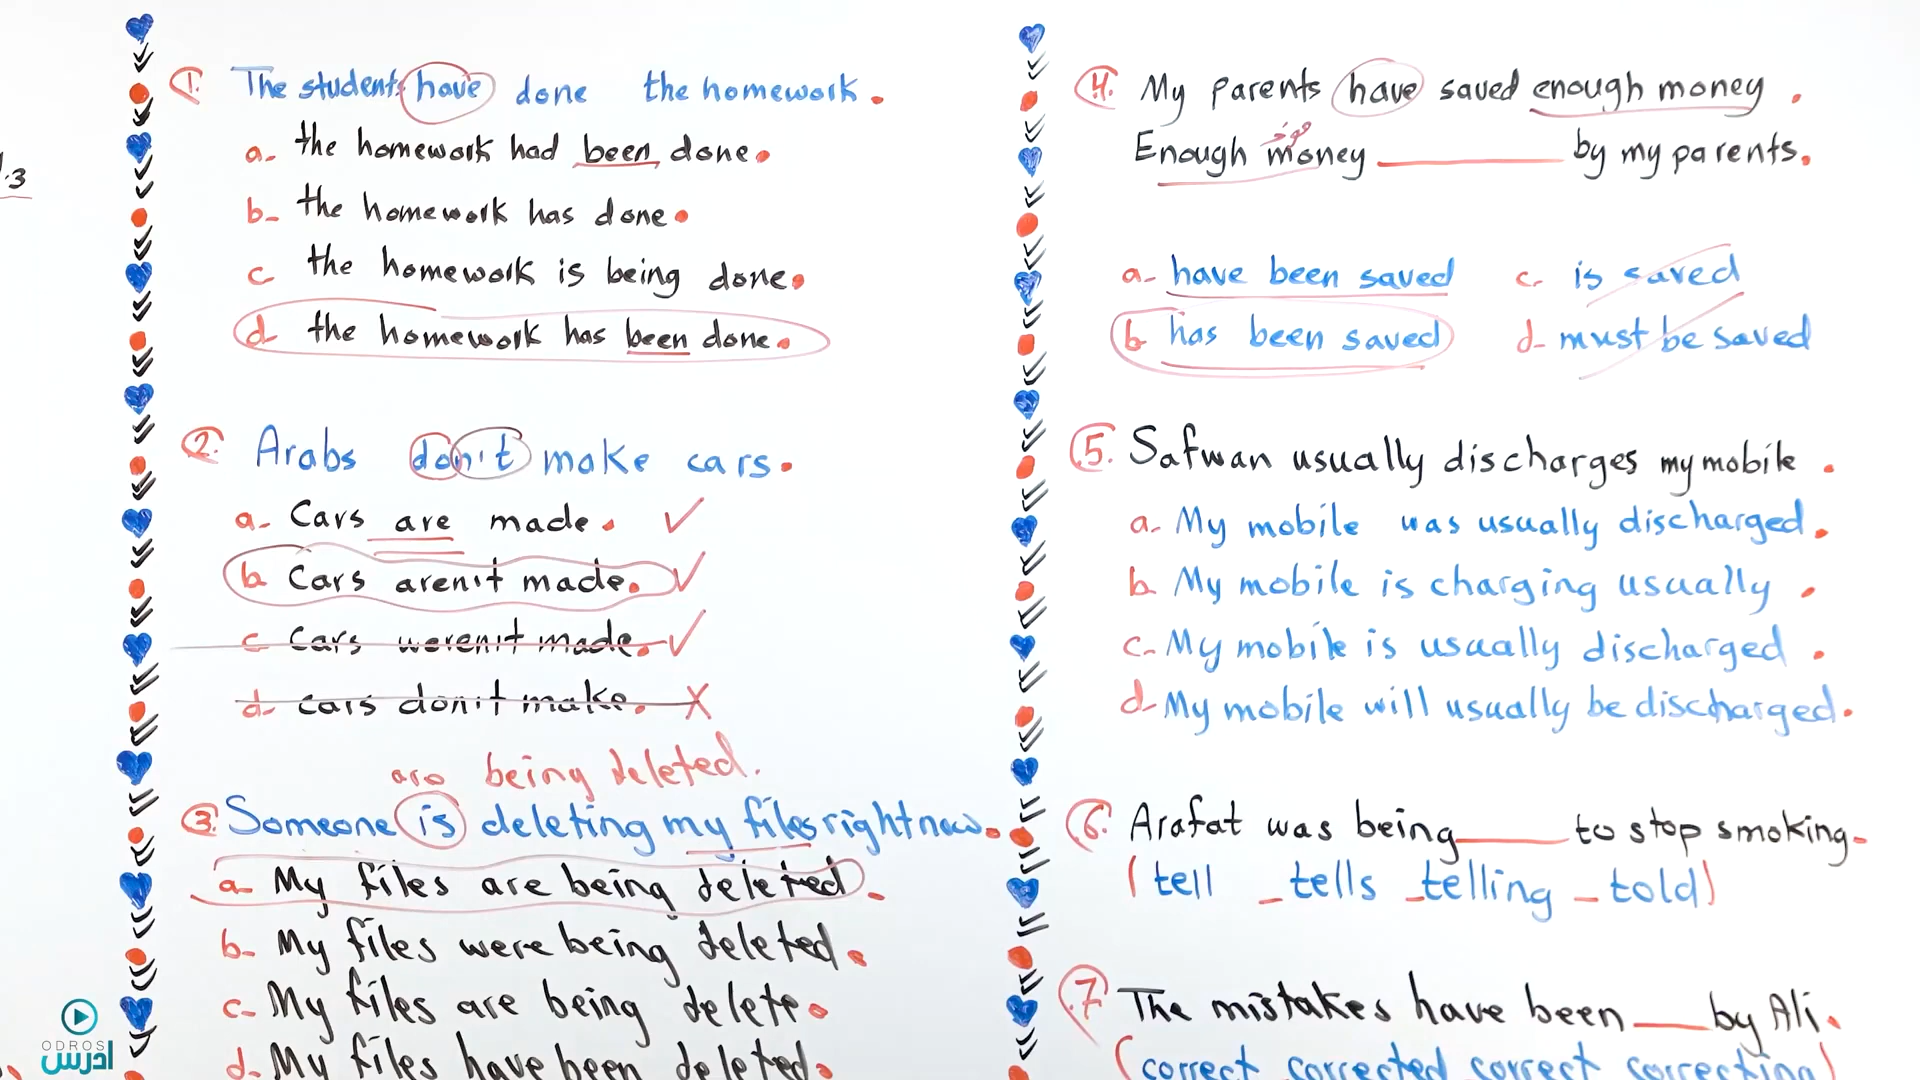 1. The students have done the homework.
a- the homework had been done.
b- the homework has done.
c the homework is being done.
d- the homework has been done.
2. Arabs don't make cars.
a- Cars are made.
b- Cars aren't made.
c- Cars weren't made.
d- cars don't make.
are being deleted.
3. Someone is deleting my files right now.
a- My files are being deleted.
b- My files were being deleted.
c- My files are being delete.
d- My files have been deleted.
4. My parents have saved enough money.
Enough money ______ by my parents.
a- have been saved
c- is saved
b- has been saved
d- must be saved
5. Safwan usually discharges my mobile.
a- My mobile was usually discharged.
b- My mobile is charging usually.
c- My mobile is usually discharged.
d- My mobile will usually be discharged.
6. Arafat was being ______ to stop smoking.
(tell _ tells _ telling _ told)
7. The mistakes have been ____ by Ali.
(correct corrected correct correcting)
ODROS
ادرس